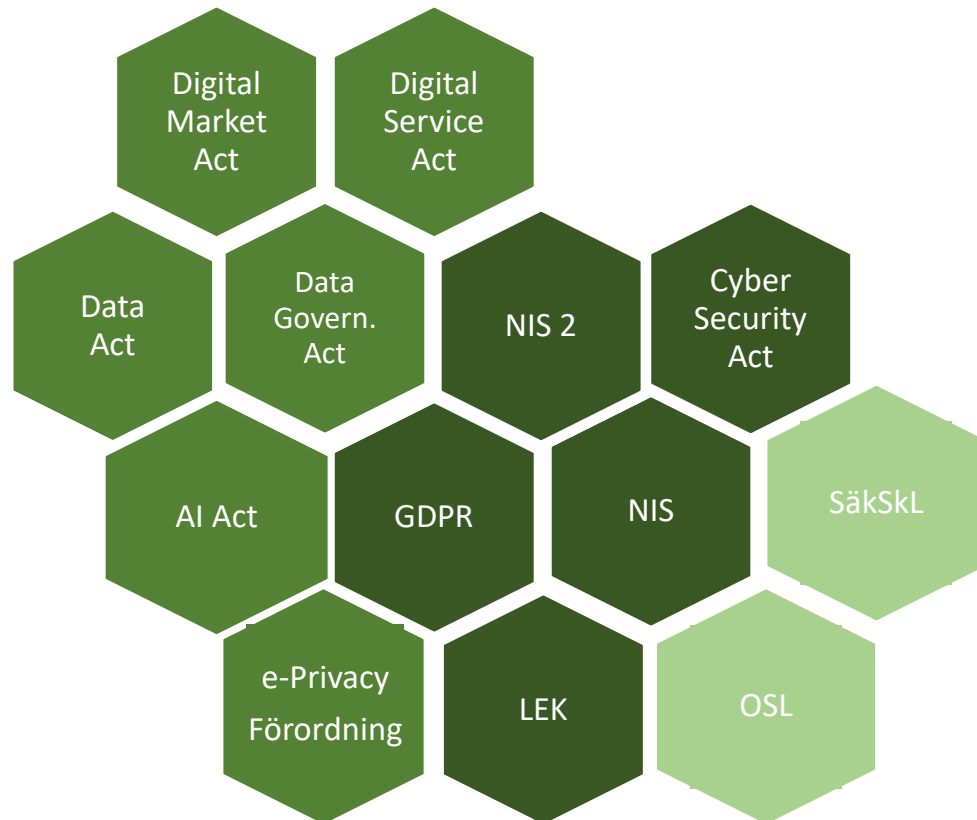 Digital
Market
Act
Digital
Service
Act
Data
Act
Data
Govern.
Act
NIS 2
Cyber
Security
Act
AI Act
GDPR
NIS
SäkSkL
e-Privacy
Förordning
LEK
OSL